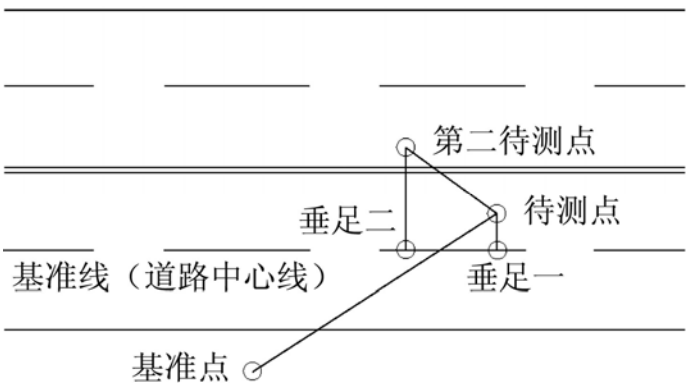 第二待测点
待测点
垂足二
基准线（道路中心线）
垂足一
基准点